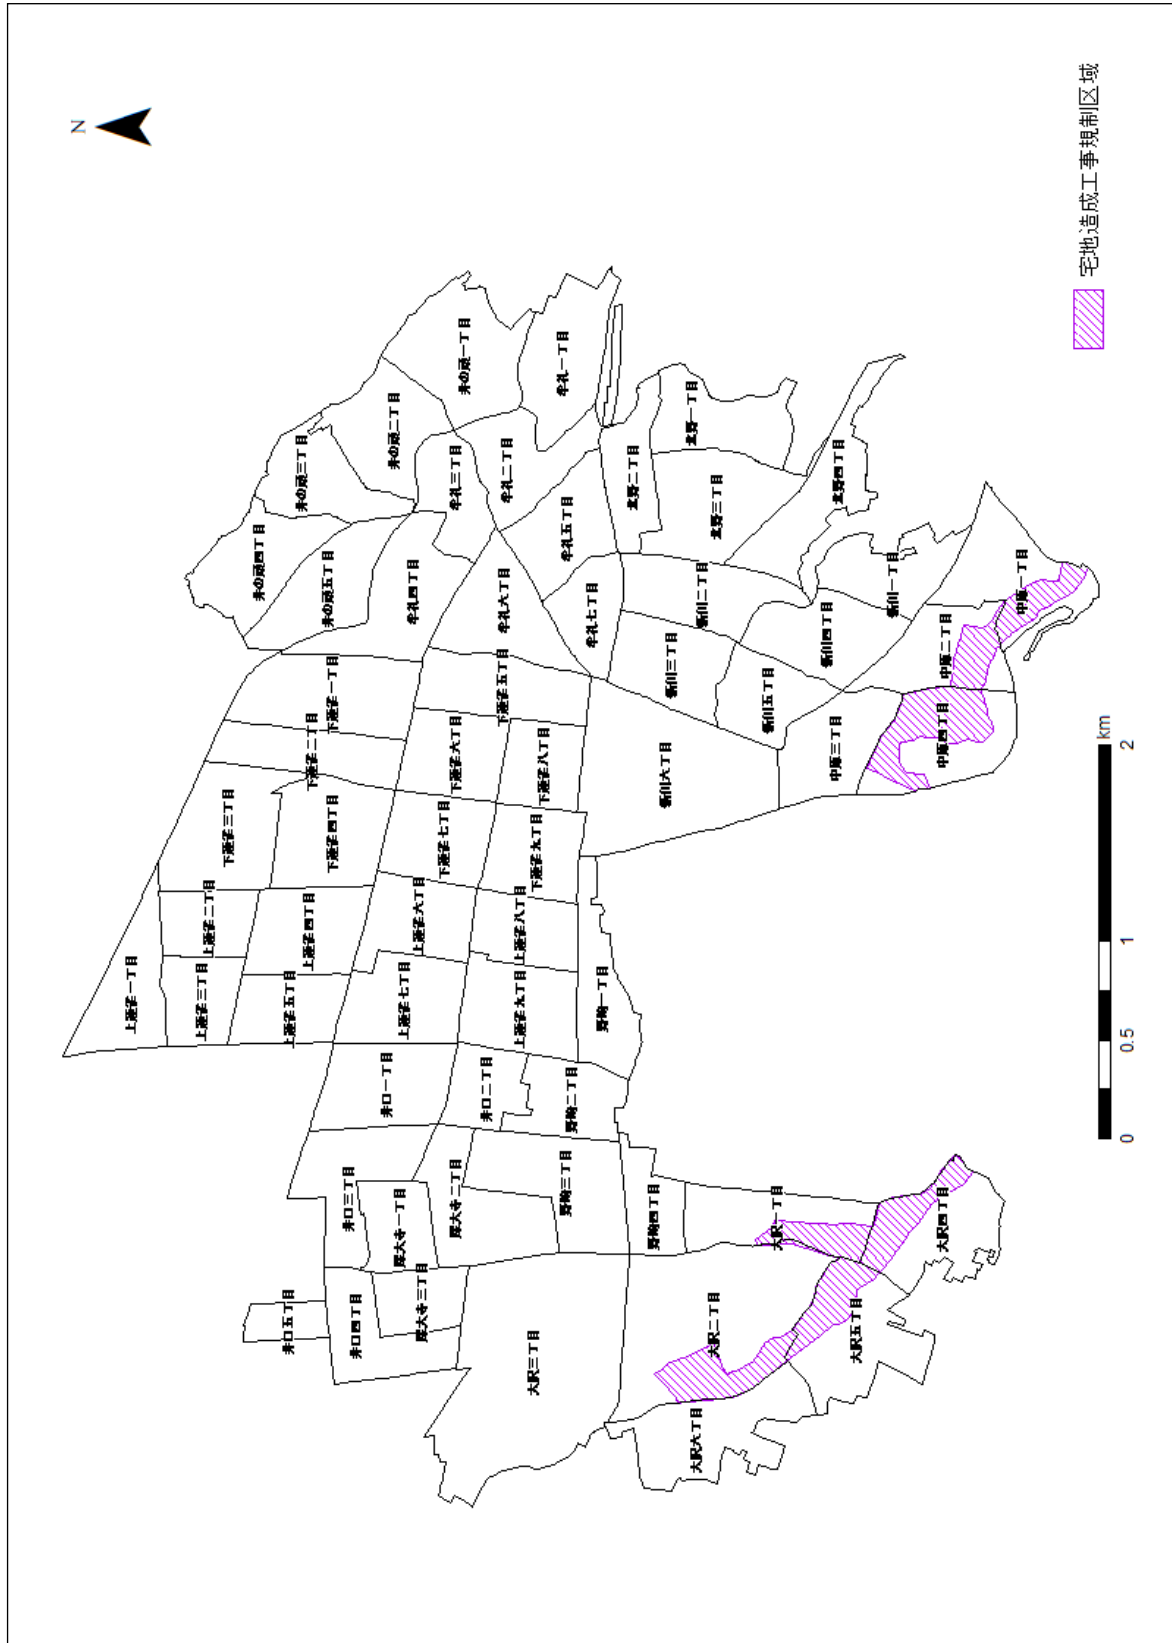 N
井の頭四丁目
井の頭三丁目
井の頭五丁目
井の頭二丁目
井の頭一丁目
上連雀一丁目
上連雀二丁目
下連雀三丁目
上連雀三丁目
下連雀二丁目
下連雀一丁目
牟礼四丁目
牟礼三丁目
牟礼二丁目
牟礼一丁目
上連雀五丁目
上連雀四丁目
下連雀四丁目
井口五丁目
井口四丁目
井口三丁目
井口一丁目
上連雀七丁目
上連雀六丁目
下連雀七丁目
下連雀六丁目
下連雀五丁目
牟礼六丁目
牟礼五丁目
深大寺三丁目
深大寺一丁目
深大寺二丁目
井口二丁目
上連雀九丁目
上連雀八丁目
下連雀九丁目
下連雀八丁目
牟礼七丁目
北野二丁目
北野一丁目
大沢三丁目
野崎三丁目
野崎二丁目
野崎一丁目
新川六丁目
新川三丁目
新川二丁目
北野三丁目
大沢六丁目
大沢二丁目
野崎四丁目
大沢一丁目
新川五丁目
新川四丁目
北野四丁目
大沢五丁目
大沢四丁目
中原三丁目
新川一丁目
中原四丁目
中原二丁目
中原一丁目
0
0.5
1
2
km
宅地造成工事規制区域